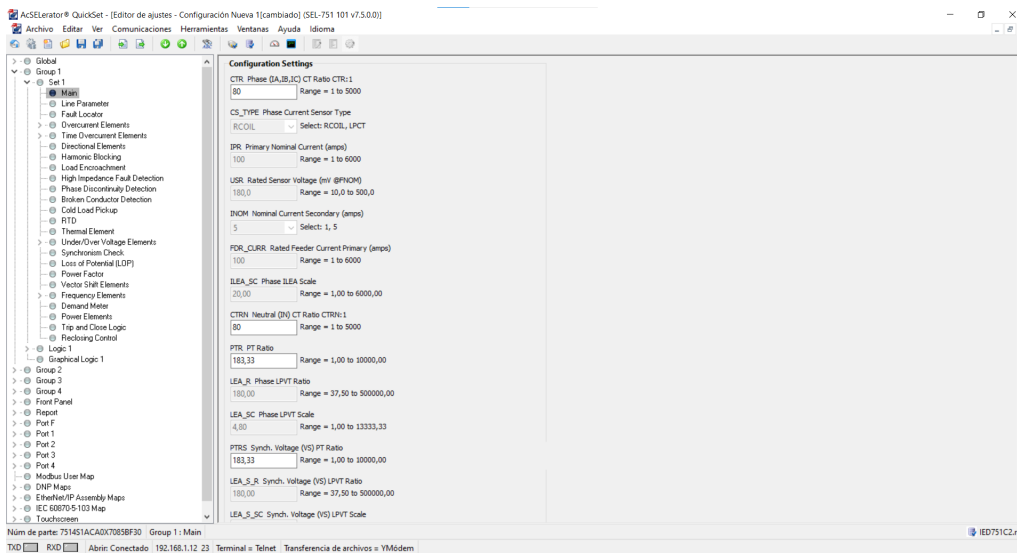 AcSELerator® QuickSet - [Editor de ajustes - Configuración Nueva 1[cambiado] (SEL-751 101 v7.5.0.0)]
Archivo Editar Ver Comunicaciones Herramientas Ventanas Ayuda Idioma
Global
Group 1
Set 1
Main
Line Parameter
Fault Locator
Overcurrent Elements
Time Overcurrent Elements
Directional Elements
Harmonic Blocking
Load Encroachment
High Impedance Fault Detection
Phase Discontinuity Detection
Broken Conductor Detection
Cold Load Pickup
RTD
Thermal Element
Under/Over Voltage Elements
Synchronism Check
Loss of Potential (LOP)
Power Factor
Vector Shift Elements
Frequency Elements
Demand Meter
Power Elements
Trip and Close Logic
Reclosing Control
Logic 1
Graphical Logic 1
Group 2
Group 3
Group 4
Front Panel
Report
Port F
Port 1
Port 2
Port 3
Port 4
Modbus User Map
DNP Maps
EtherNet/IP Assembly Maps
IEC 60870-5-103 Map
Touchscreen
Configuration Settings
CTR Phase (IA,IB,IC) CT Ratio CTR:1
80 Range = 1 to 5000
CS_TYPE Phase Current Sensor Type
RCOIL Select: RCOIL, LPCT
IPR Primary Nominal Current (amps)
100 Range = 1 to 6000
USR Rated Sensor Voltage (mV @FNOM)
180,0 Range = 10,0 to 500,0
INOM Nominal Current Secondary (amps)
5 Select: 1, 5
FDR_CURR Rated Feeder Current Primary (amps)
100 Range = 1 to 6000
ILEA_SC Phase ILEA Scale
20,00 Range = 1,00 to 6000,00
CTRN Neutral (IN) CT Ratio CTRN:1
80 Range = 1 to 5000
PTR PT Ratio
183,33 Range = 1,00 to 10000,00
LEA_R Phase LPVT Ratio
180,00 Range = 37,50 to 500000,00
LEA_SC Phase LPVT Scale
4,80 Range = 1,00 to 13333,33
PTRS Synch. Voltage (VS) PT Ratio
183,33 Range = 1,00 to 10000,00
LEA_S_R Synch. Voltage (VS) LPVT Ratio
180,00 Range = 37,50 to 500000,00
LEA_S_SC Synch. Voltage (VS) LPVT Scale
Núm de parte: 751451ACA0X7085BF30 Group 1 : Main IED751C2.r
TXD RXD Abrir: Conectado 192.168.1.12 23 Terminal = Telnet Transferencia de archivos = YMódem